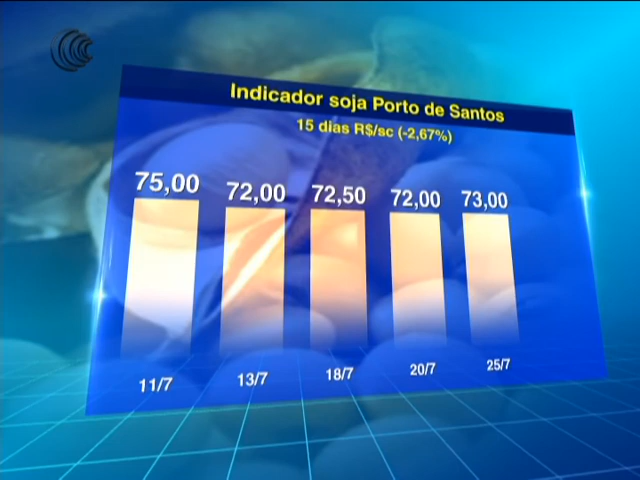 Indicador soja Porto de Santos
15 dias R$/sc (-2,67%)
75,00 72,00 72,50 72,00 73,00
11/7 13/7 18/7 20/7 25/7